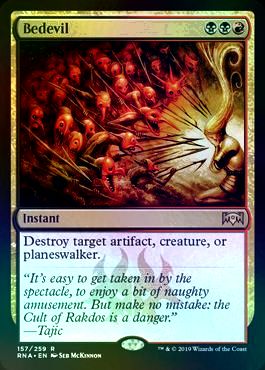 Bedevil
Instant
Destroy target artifact, creature, or
planeswalker.
"It's easy to get taken in by the
spectacle, to enjoy a bit of naughty
amusement. But make no mistake: the
Cult of Rakdos is a danger."
—Tajic
157/259 R
RNA • EN Seb McKinnon
™ & © 2019 Wizards of the Coast